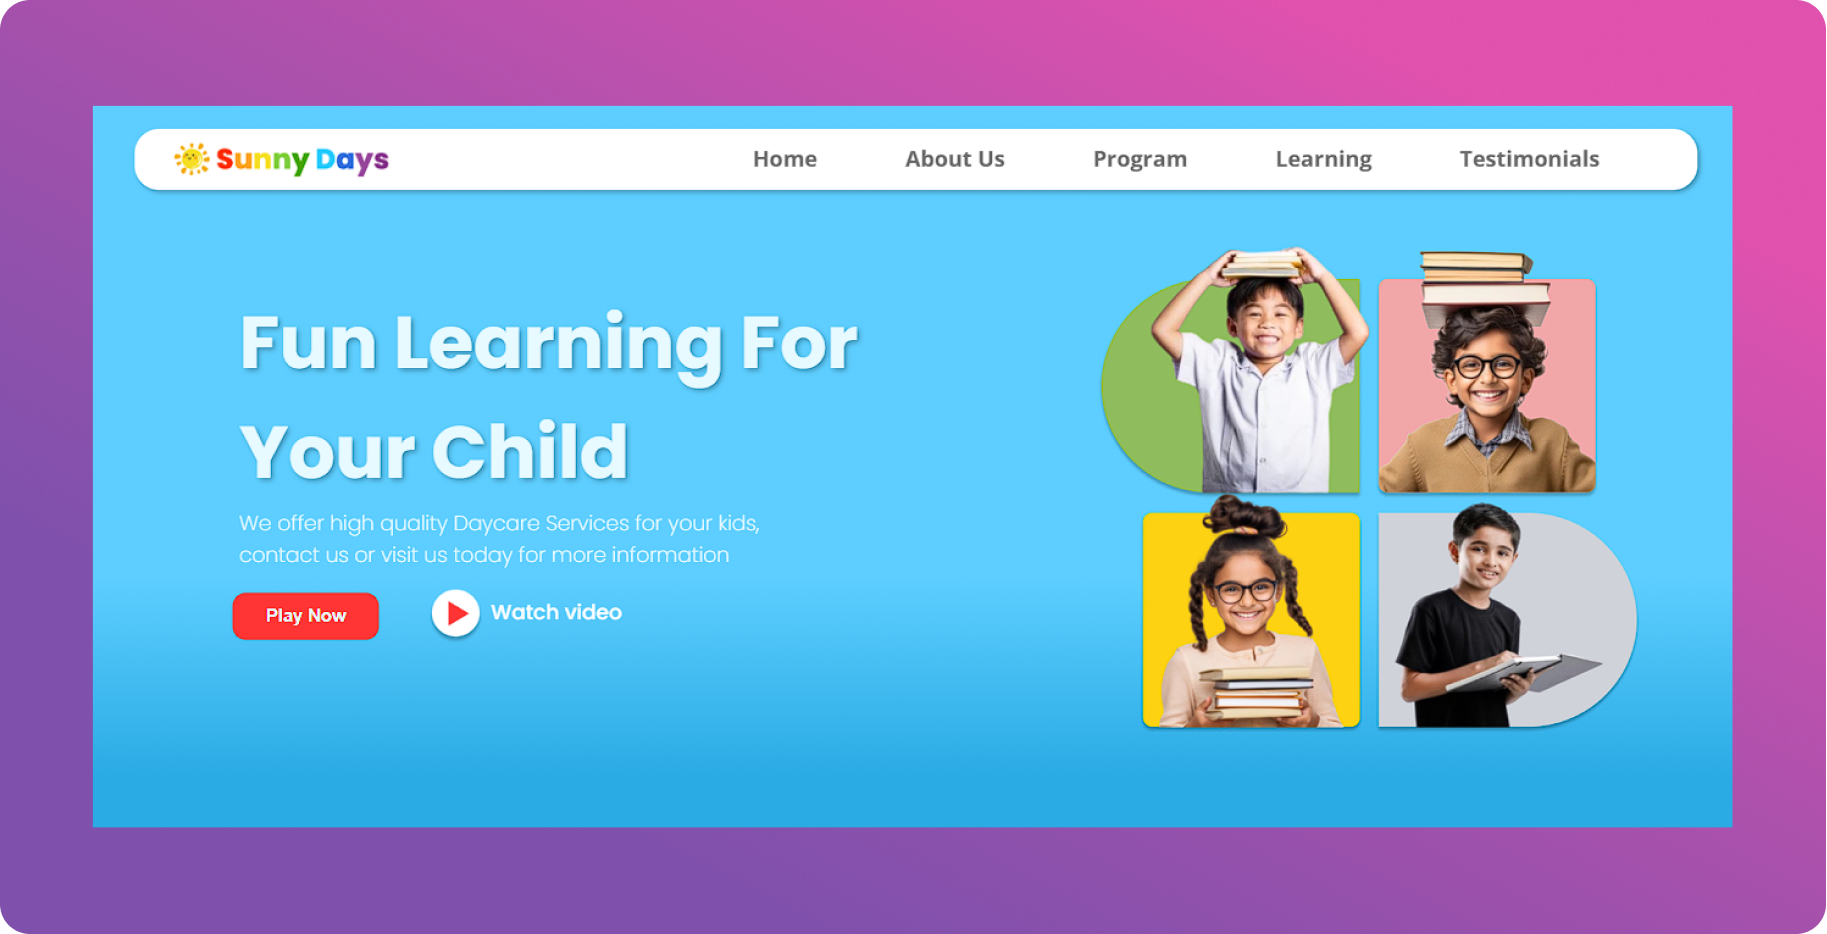 Sunny Days
Home
About Us
Program
Learning
Testimonials
Fun Learning For
Your Child
We offer high quality Daycare Services for your kids,
contact us or visit us today for more information
Play Now
Watch video